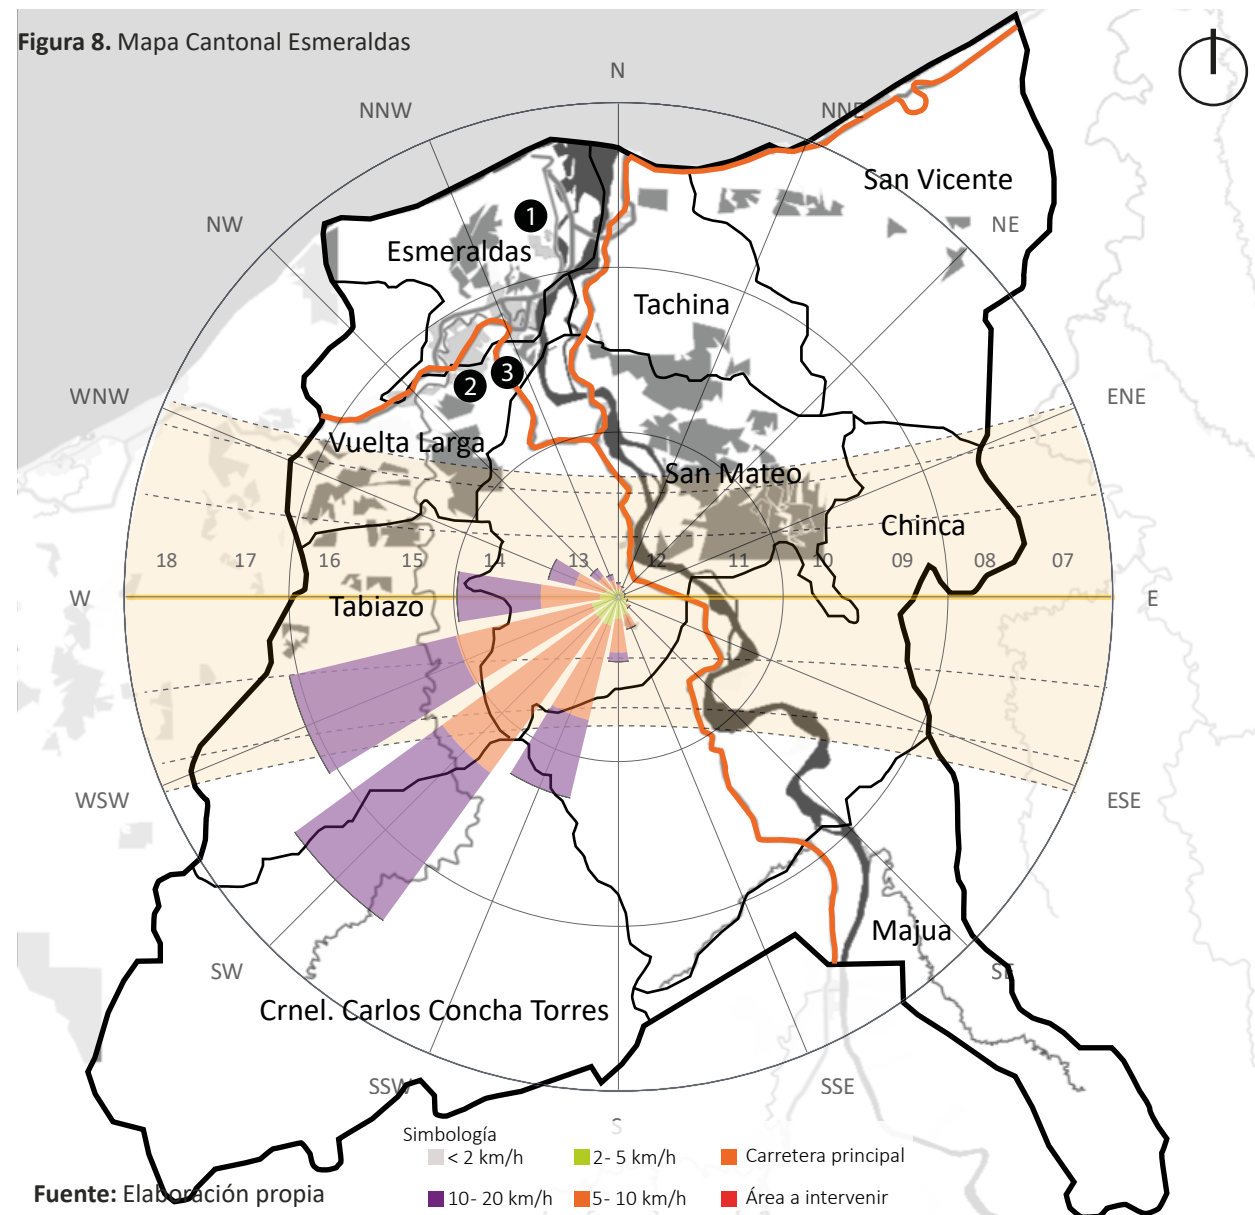 Figura 8. Mapa Cantonal Esmeraldas
N
NNW
NNE
San Vicente
NW
NE
1
Esmeraldas
Tachina
2
3
WNW
ENE
Vuelta Larga
San Mateo
Chinca
18 17 16 15 14 13 12 11 10 09 08 07
W
Tabiazo
E
WSW
ESE
Majua
SW
SE
Crnel. Carlos Concha Torres
SSW
SSE
S
Simbología
< 2 km/h
2- 5 km/h
Carretera principal
10- 20 km/h
5- 10 km/h
Área a intervenir
Fuente: Elaboración propia